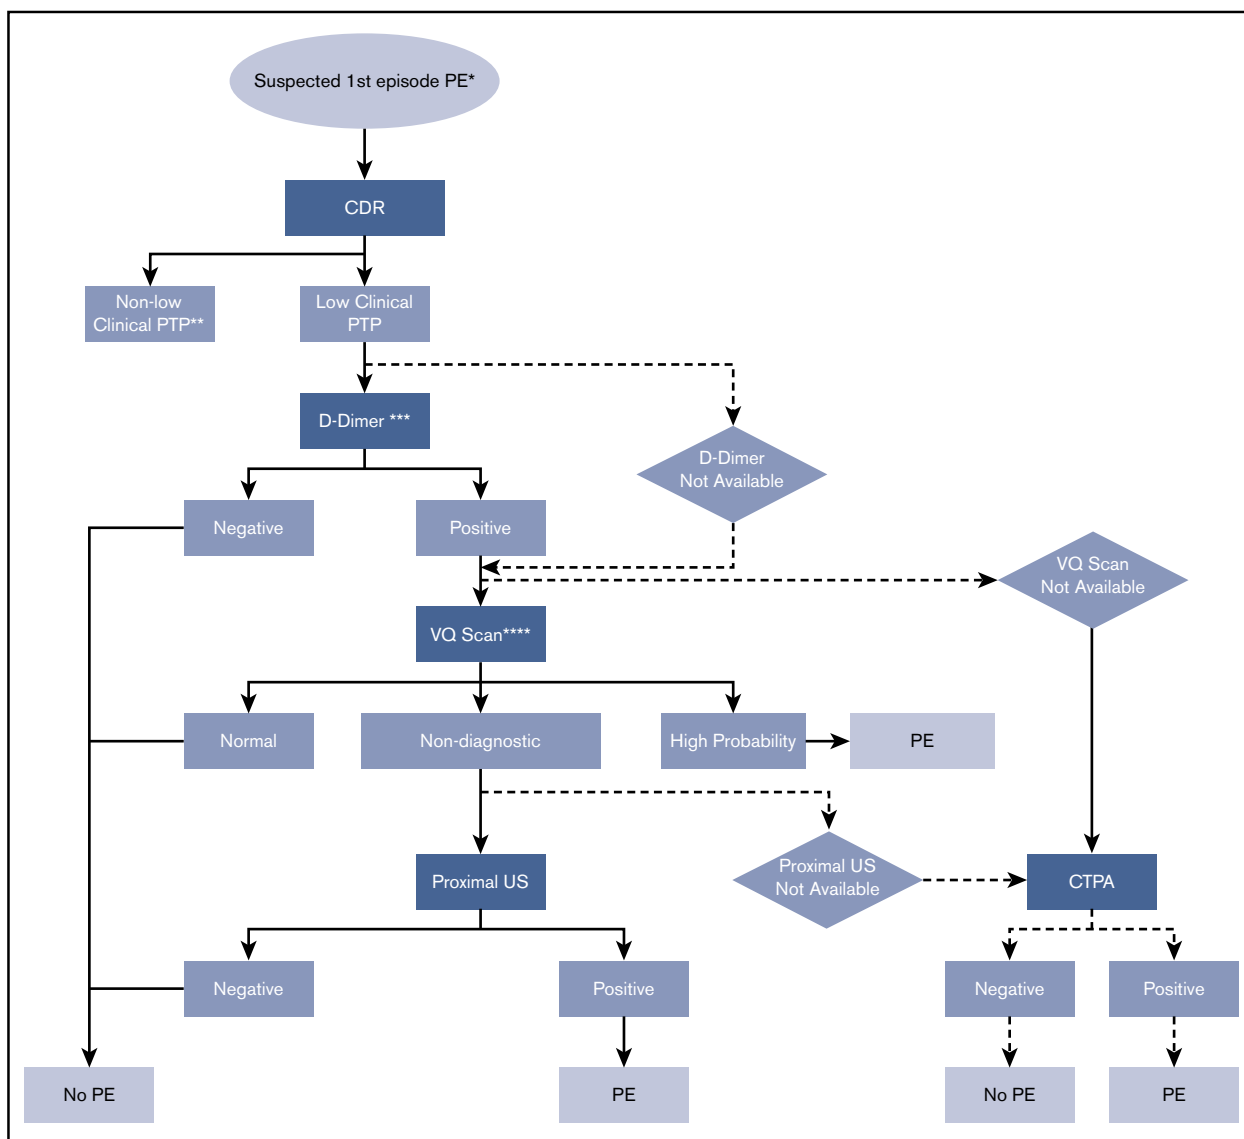 Suspected 1st episode PE*
CDR
Non-low
Clinical PTP**
Low Clinical
PTP
D-Dimer ***
D-Dimer
Not Available
Negative
Positive
VQ Scan
Not Available
VQ Scan****
Normal
Non-diagnostic
High Probability
PE
Proximal US
Proximal US
Not Available
CTPA
Negative
Positive
Negative
Positive
No PE
PE
No PE
PE